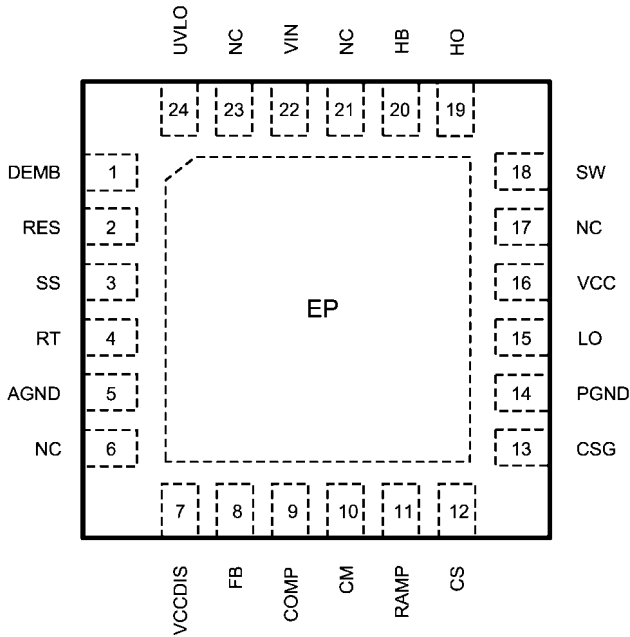 UVLO NC VIN NC HB HO
24 23 22 21 20 19
DEMB 1 18 SW
RES 2 17 NC
SS 3 16 VCC
EP
RT 4 15 LO
AGND 5 14 PGND
NC 6 13 CSG
7 8 9 10 11 12
VCCDIS FB COMP CM RAMP CS